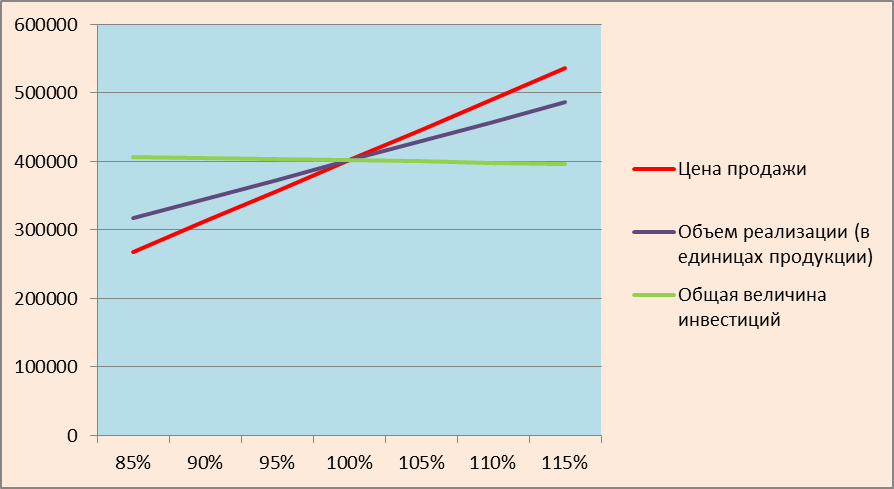 600000
500000
400000
300000
200000
100000
0
85% 90% 95% 100% 105% 110% 115%
Цена продажи
Объем реализации (в
единицах продукции)
Общая величина
инвестиций